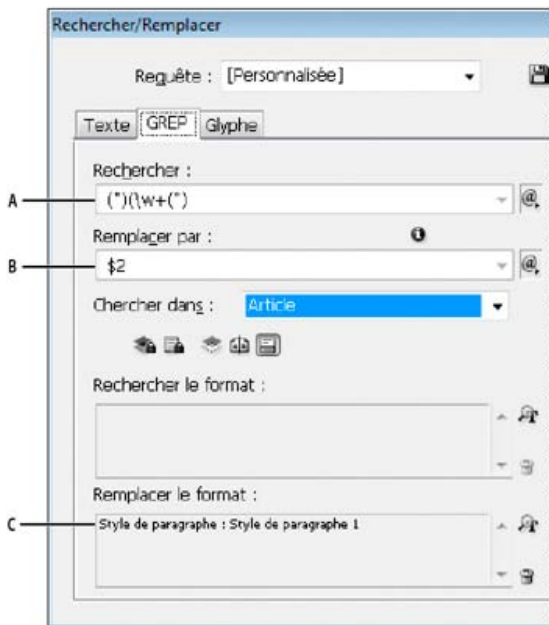 Rechercher/Remplacer
Requête : [Personnalisée]
Texte GREP Glyphe
Rechercher :
A (")(\w+(")
Remplacer par :
B $2
Chercher dans : Article
Rechercher le format :
Remplacer le format :
C Style de paragraphe : Style de paragraphe 1